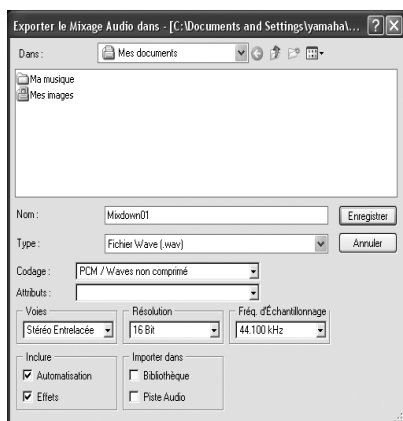 Exporter le Mixage Audio dans - [C:\Documents and Settings\yamaha\...
Dans :
Mes documents
Ma musique
Mes images
Nom :
Mixdown01
Enregistrer
Type :
Fichier Wave (.wav)
Annuler
Codage :
PCM / Waves non comprimé
Attributs :
Voies
Résolution
Fréq. d'Échantillonnage
Stéréo Entrelacée
16 Bit
44.100 kHz
Inclure
Importer dans
Automatisation
Bibliothèque
Effets
Piste Audio